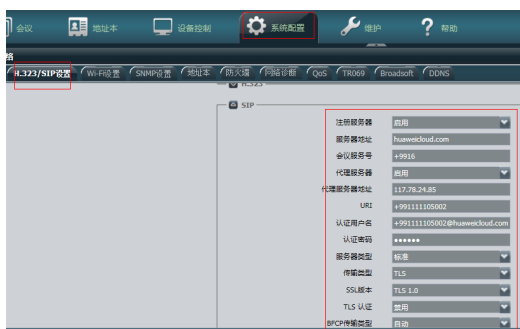 会议 地址本 设备控制 系统配置 维护 ? 帮助
络
H.323/SIP设置 Wi-Fi设置 SNMP设置 地址本 防火墙 网络诊断 QoS TR069 Broadsoft DDNS
H.323
SIP
注册服务器 启用
服务器地址 huaweicloud.com
会议服务号 +9916
代理服务器 启用
代理服务器地址 117.78.24.85
URI +991111105002
认证用户名 +991111105002@huaweicloud.com
认证密码 ••••••
服务器类型 标准
传输类型 TLS
SSL版本 TLS 1.0
TLS 认证 禁用
BFCP传输类型 自动